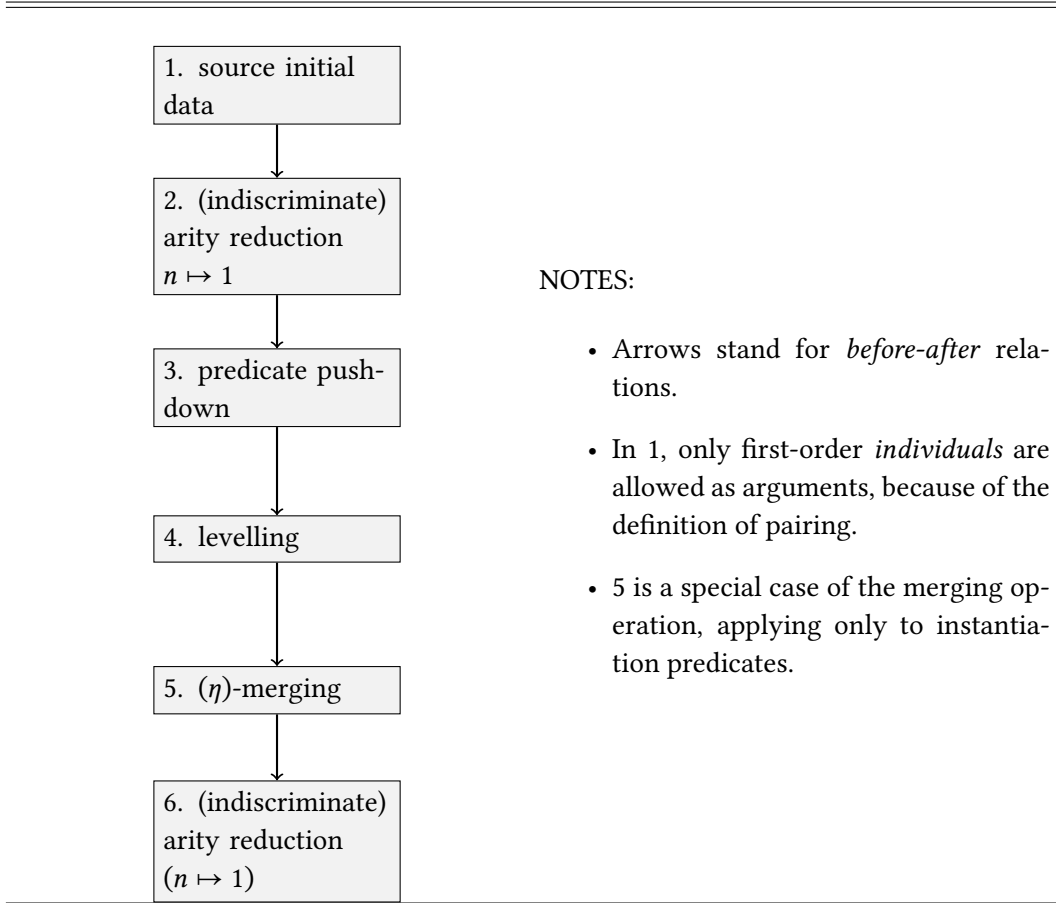 1. source initial
data
2. (indiscriminate)
arity reduction
n ↦ 1
3. predicate push-
down
4. levelling
5. (η)-merging
6. (indiscriminate)
arity reduction
(n ↦ 1)
NOTES:
• Arrows stand for before-after rela-
tions.
• In 1, only first-order individuals are
allowed as arguments, because of the
definition of pairing.
• 5 is a special case of the merging op-
eration, applying only to instantia-
tion predicates.